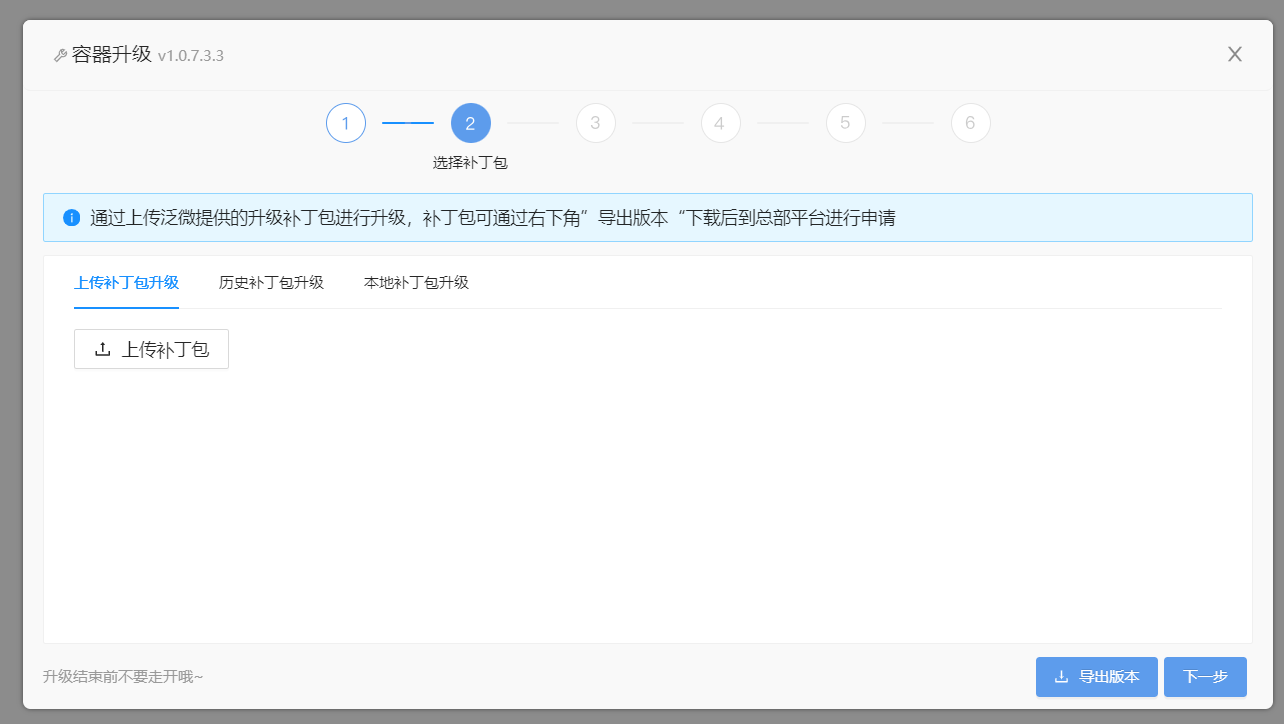 容器升级 v1.0.7.3.3
1 2 3 4 5 6
选择补丁包
通过上传泛微提供的升级补丁包进行升级，补丁包可通过右下角”导出版本“下载后到总部平台进行申请
上传补丁包升级 历史补丁包升级 本地补丁包升级
上传补丁包
升级结束前不要走开哦~ 导出版本 下一步